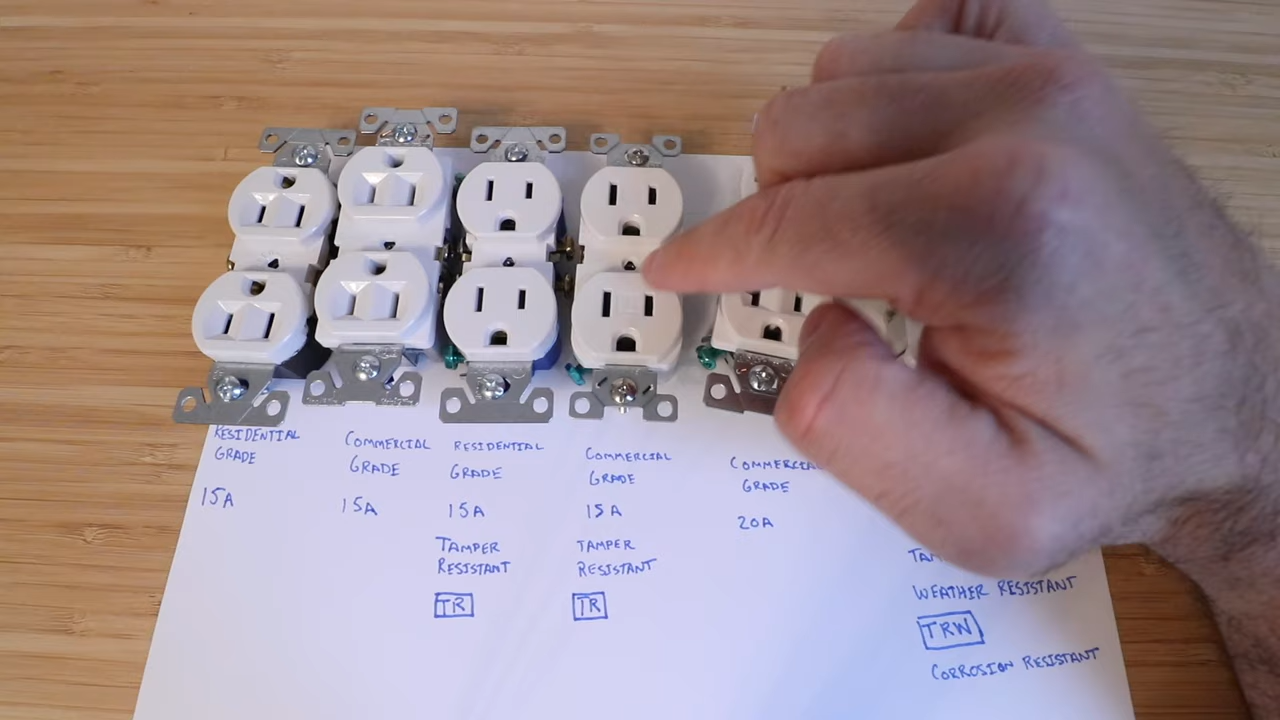 RESIDENTIAL
GRADE
15A
COMMERCIAL
GRADE
15A
RESIDENTIAL
GRADE
15A
TAMPER
RESISTANT
TR
COMMERCIAL
GRADE
15A
TAMPER
RESISTANT
TR
COMMERCIAL
GRADE
20A
WEATHER RESISTANT
TRW
CORROSION RESISTANT